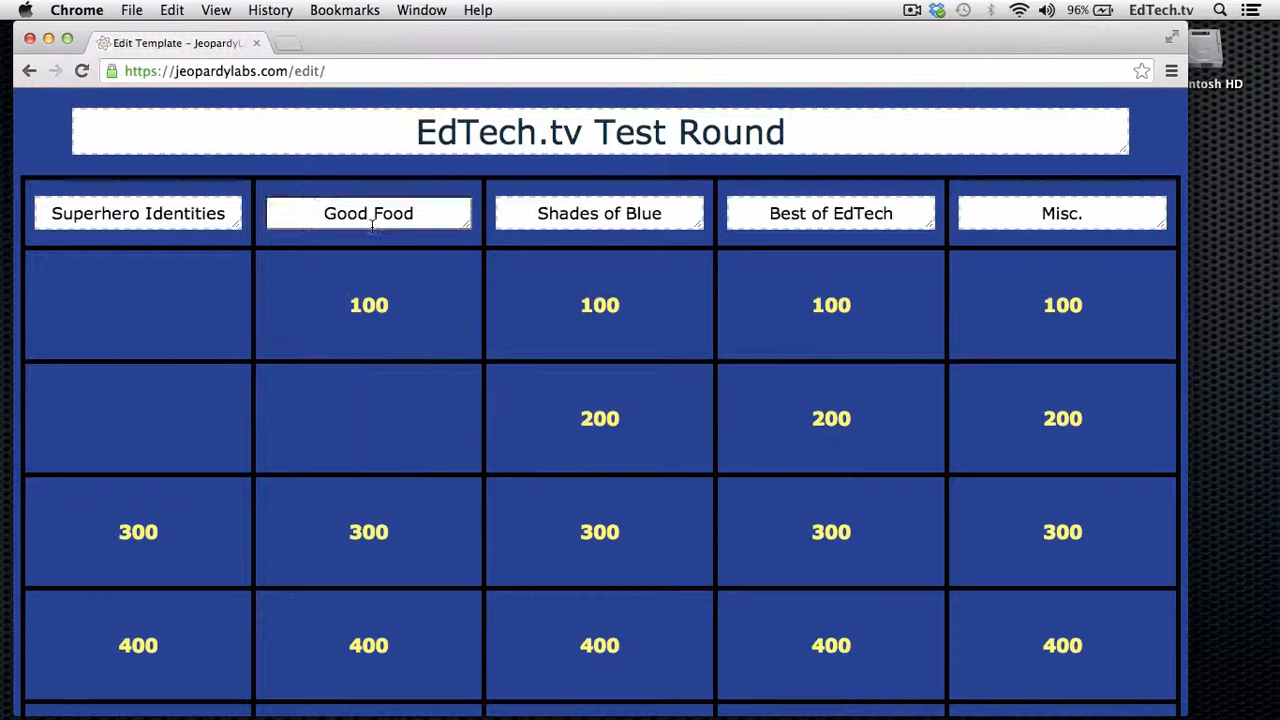 Chrome File Edit View History Bookmarks Window Help 96% EdTech.tv
Edit Template – JeopardyL
https://jeopardylabs.com/edit/
ntosh HD
EdTech.tv Test Round
Superhero Identities Good Food Shades of Blue Best of EdTech Misc.
100 100 100 100
200 200 200
300 300 300 300 300
400 400 400 400 400